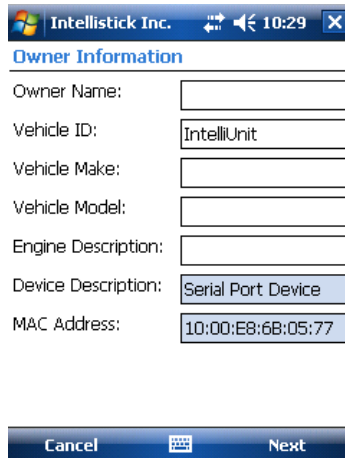 Intellistick Inc. 10:29
Owner Information
Owner Name:
Vehicle ID: IntelliUnit
Vehicle Make:
Vehicle Model:
Engine Description:
Device Description: Serial Port Device
MAC Address: 10:00:E8:6B:05:77
Cancel Next